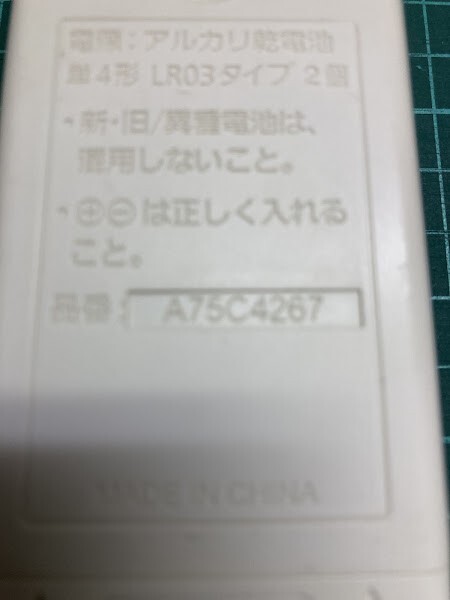 電源：アルカリ乾電池
単4形 LR03タイプ 2個
・新・旧/異種電池は、
混用しないこと。
・⊕⊖は正しく入れる
こと。
品番： A75C4267
MADE IN CHINA